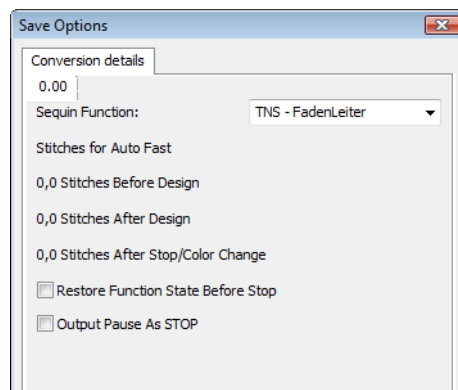 Save Options
Conversion details
0.00
Sequin Function: TNS - FadenLeiter
Stitches for Auto Fast
0,0 Stitches Before Design
0,0 Stitches After Design
0,0 Stitches After Stop/Color Change
Restore Function State Before Stop
Output Pause As STOP